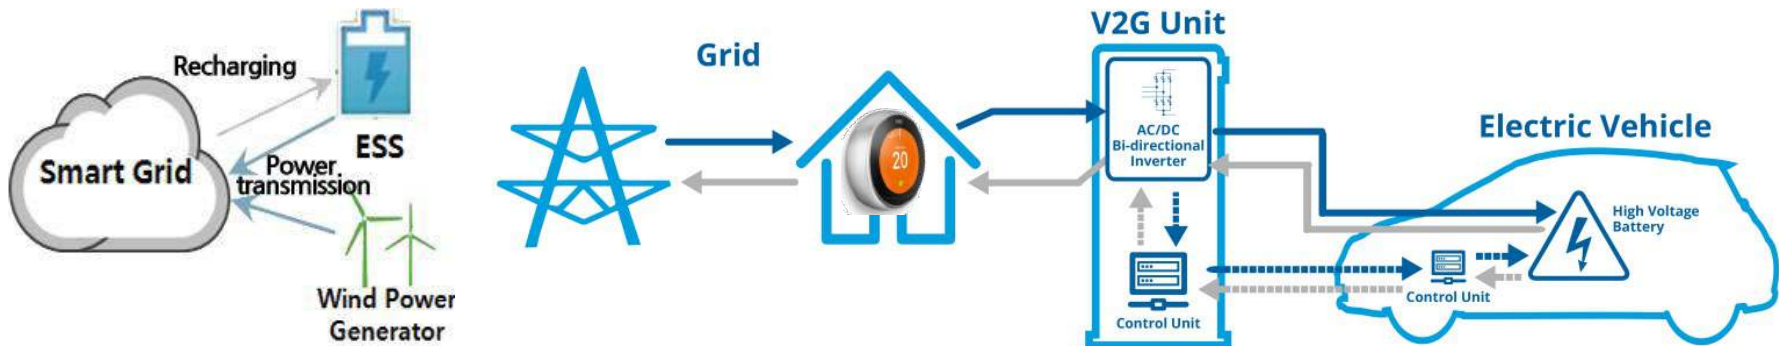 Recharging
ESS
Smart Grid
Power
transmission
Wind Power
Generator
Grid
20
V2G Unit
AC/DC
Bi-directional
Inverter
Control Unit
Electric Vehicle
High Voltage
Battery
Control Unit